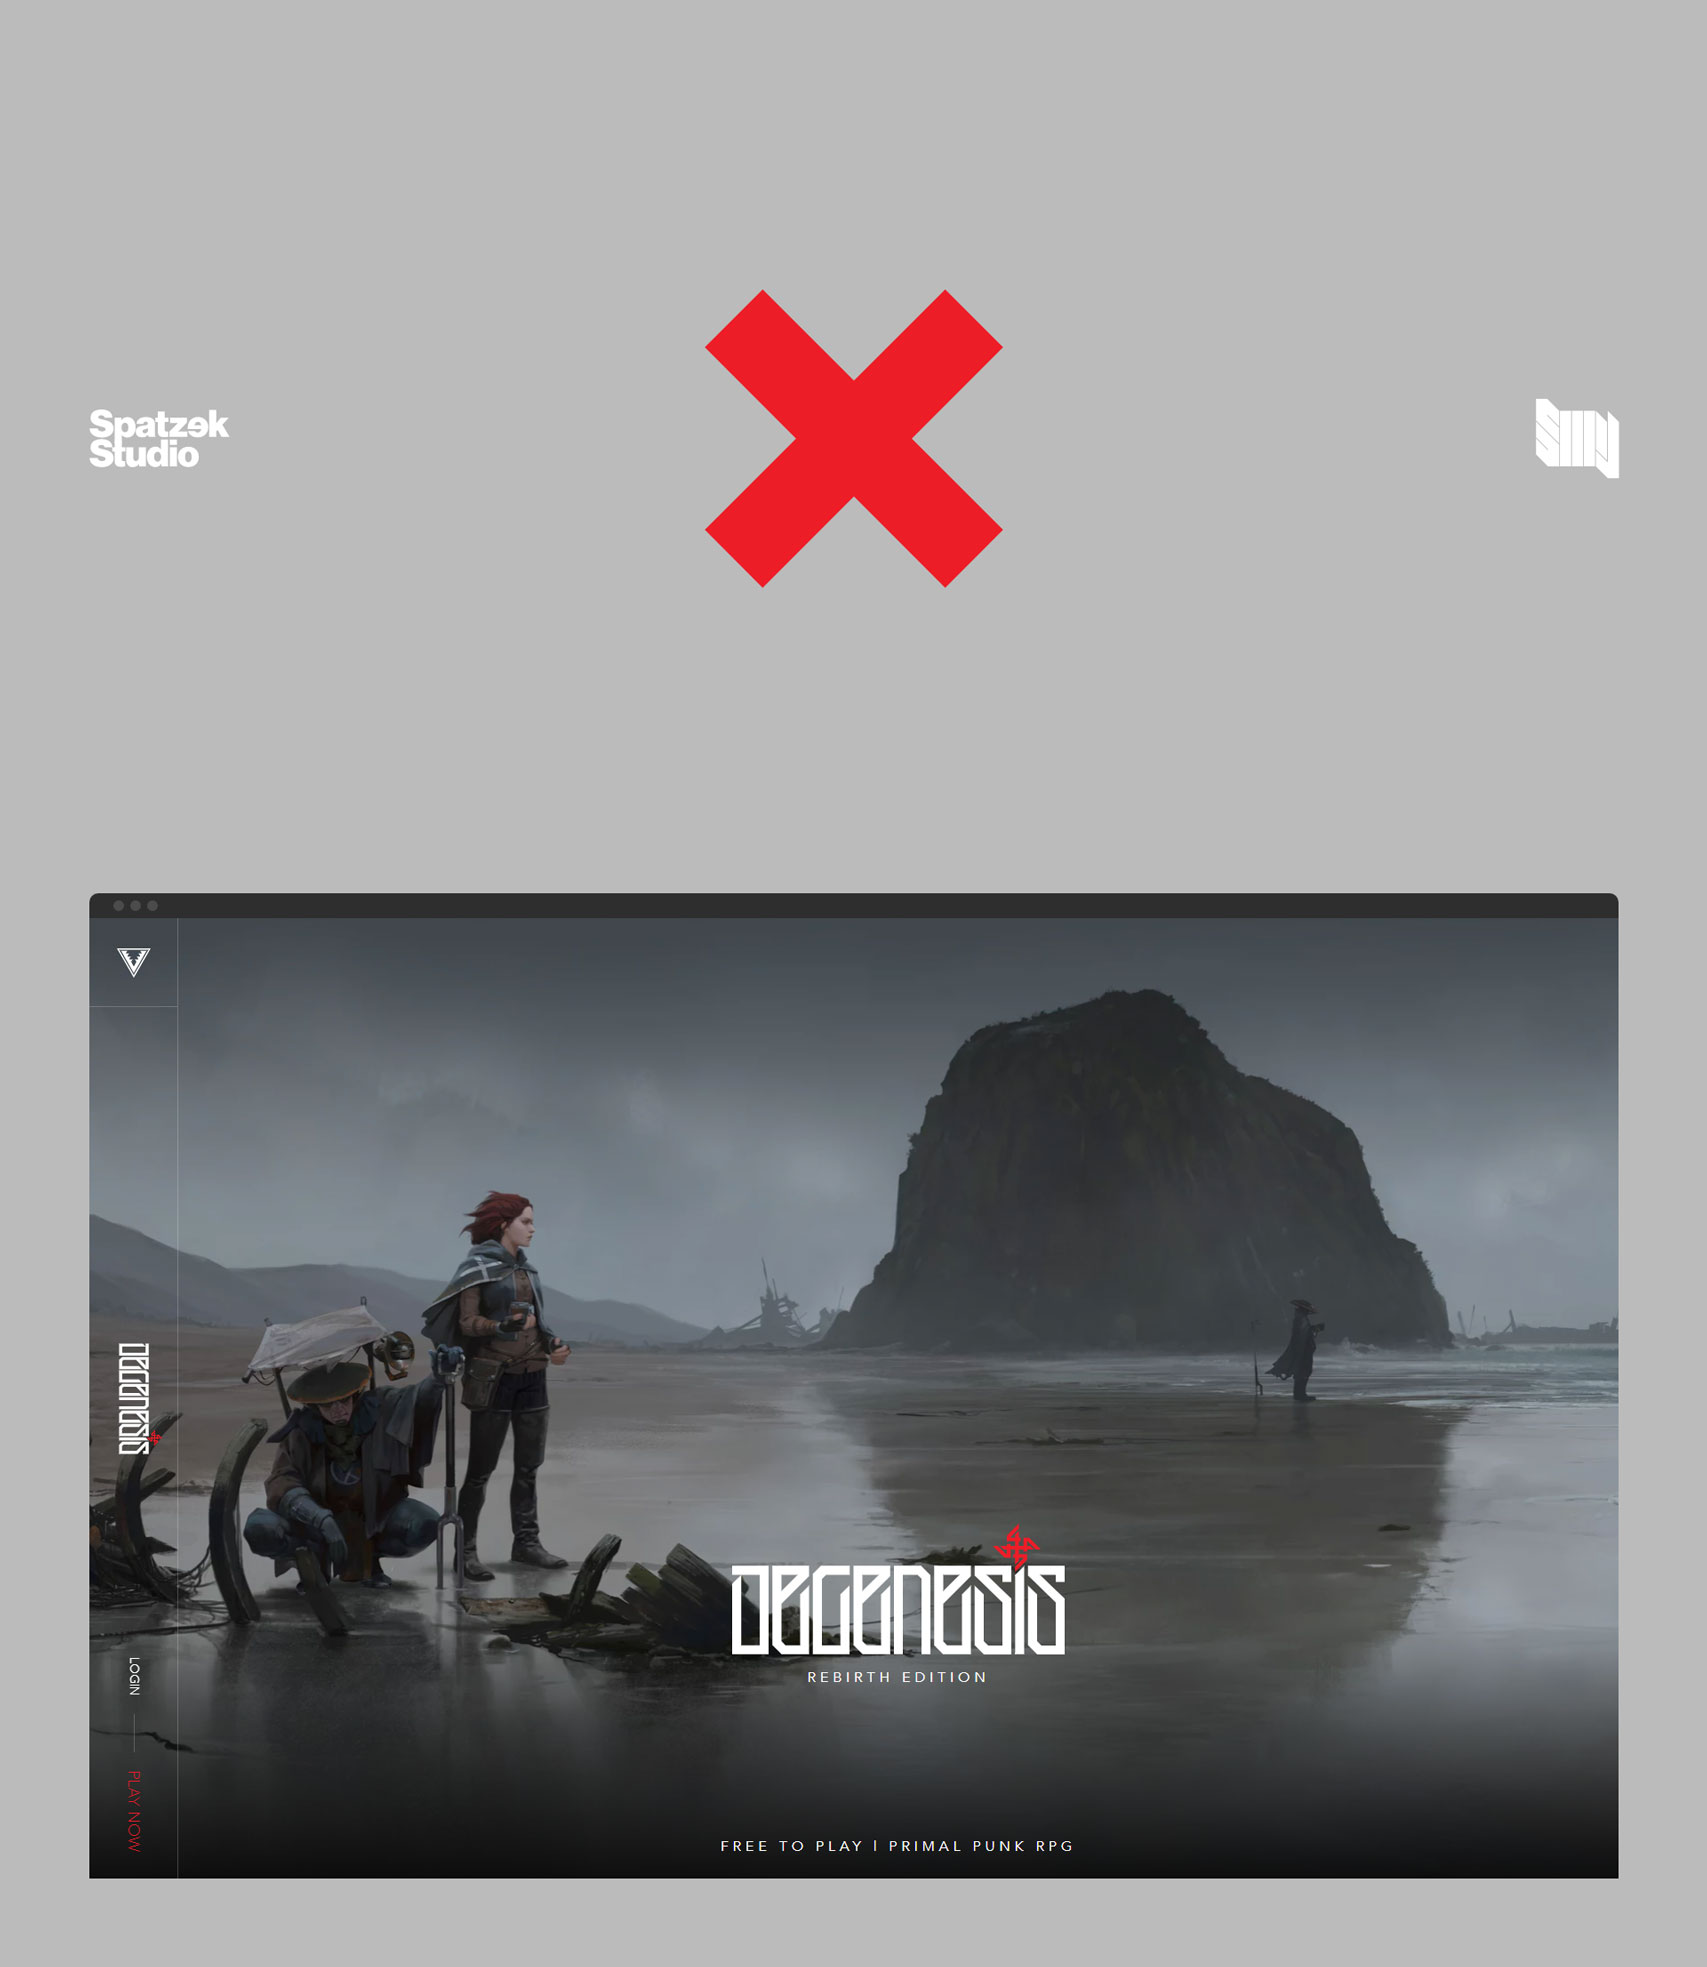 Spatzek
Studio
DEGENESIS
LOGIN
PLAY NOW
DEGENESIS
REBIRTH EDITION
FREE TO PLAY | PRIMAL PUNK RPG